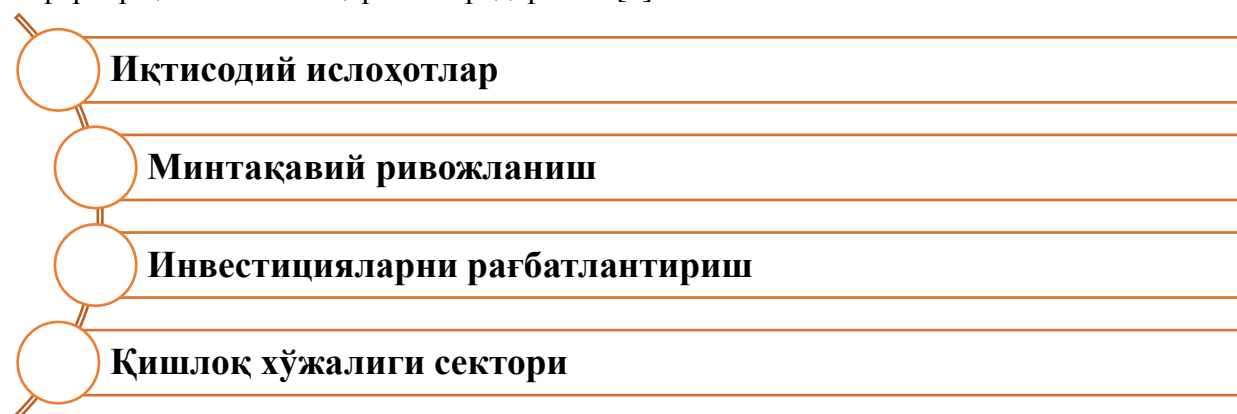 Иқтисодий ислоҳотлар
Минтақавий ривожланиш
Инвестицияларни рағбатлантириш
Қишлоқ хўжалиги сектори